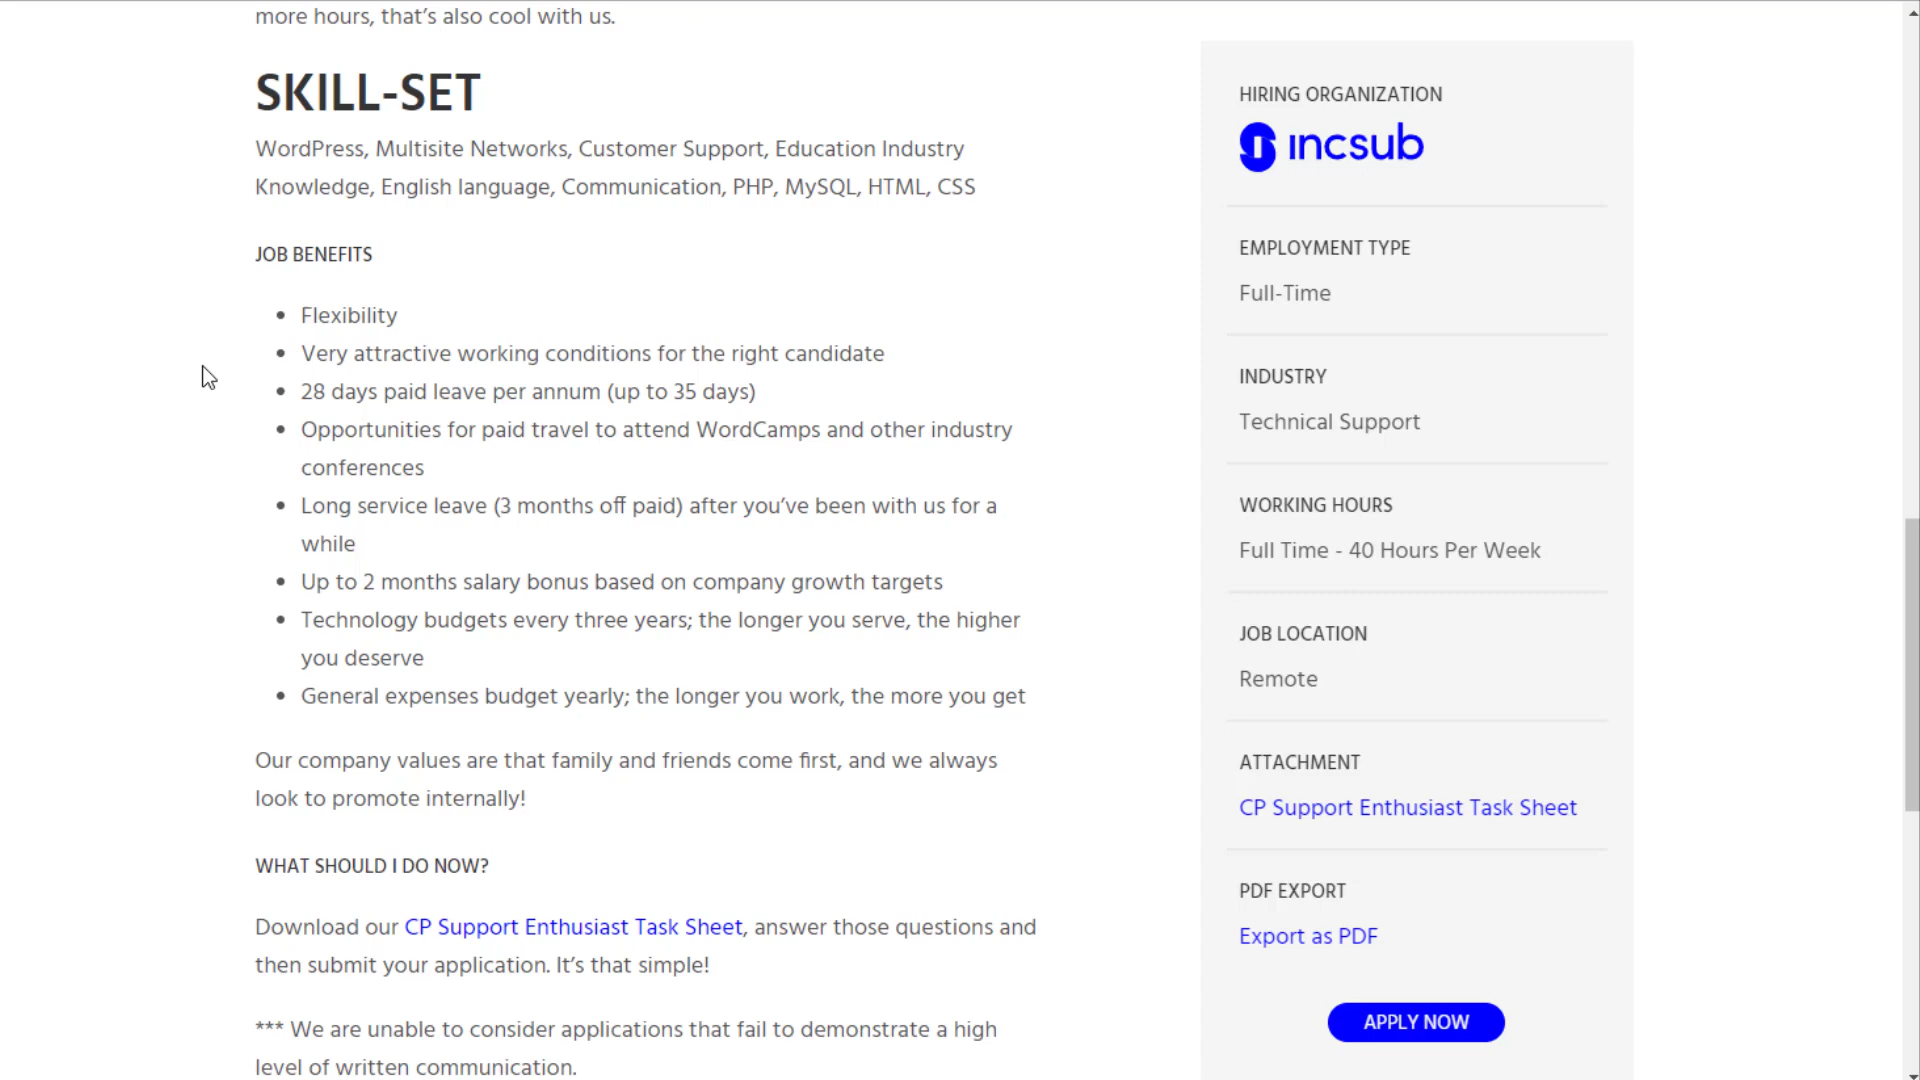 more hours, that’s also cool with us.
SKILL-SET
WordPress, Multisite Networks, Customer Support, Education Industry
Knowledge, English language, Communication, PHP, MySQL, HTML, CSS
JOB BENEFITS
Flexibility
Very attractive working conditions for the right candidate
28 days paid leave per annum (up to 35 days)
Opportunities for paid travel to attend WordCamps and other industry
conferences
Long service leave (3 months off paid) after you’ve been with us for a
while
Up to 2 months salary bonus based on company growth targets
Technology budgets every three years; the longer you serve, the higher
you deserve
General expenses budget yearly; the longer you work, the more you get
Our company values are that family and friends come first, and we always
look to promote internally!
WHAT SHOULD I DO NOW?
Download our CP Support Enthusiast Task Sheet, answer those questions and
then submit your application. It’s that simple!
*** We are unable to consider applications that fail to demonstrate a high
level of written communication.
HIRING ORGANIZATION
incsub
EMPLOYMENT TYPE
Full-Time
INDUSTRY
Technical Support
WORKING HOURS
Full Time - 40 Hours Per Week
JOB LOCATION
Remote
ATTACHMENT
CP Support Enthusiast Task Sheet
PDF EXPORT
Export as PDF
APPLY NOW